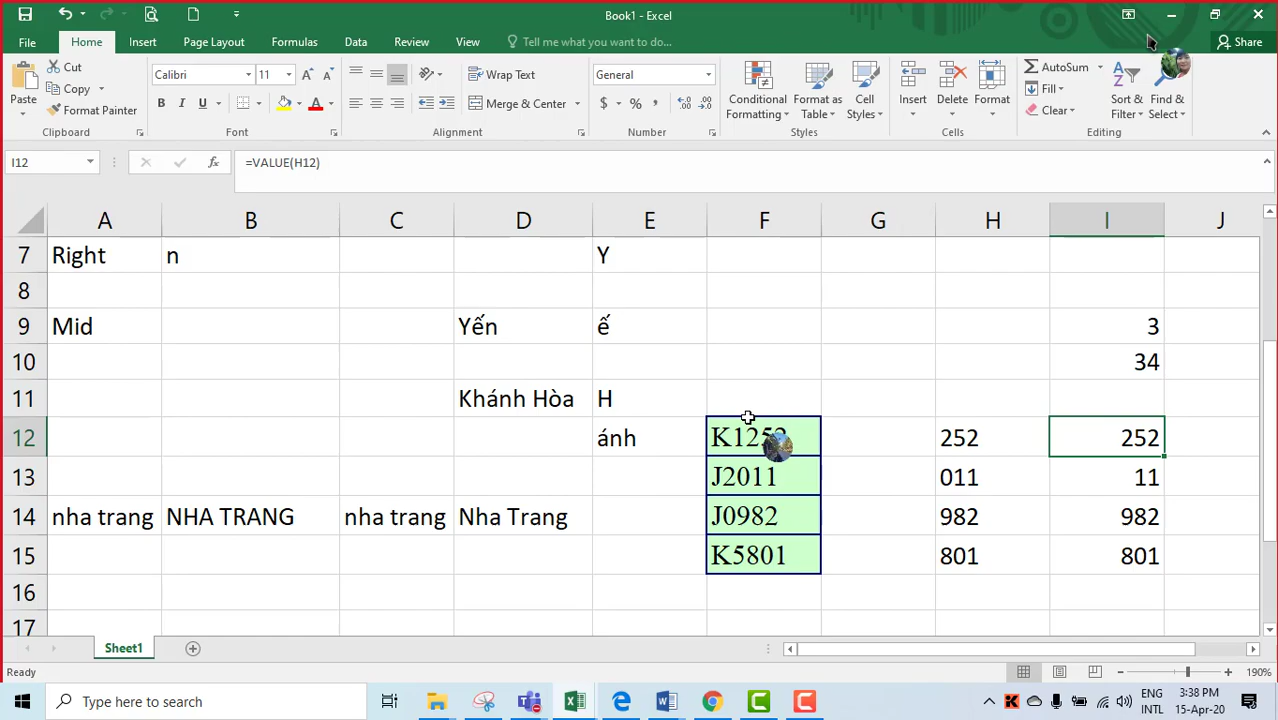 Book1 - Excel
File Home Insert Page Layout Formulas Data Review View Tell me what you want to do... Share
Paste Cut Copy Format Painter Clipboard
Calibri 11 A A B I U A Font
Wrap Text Merge & Center Alignment
General $ % , Number
Conditional Formatting Format as Table Cell Styles Styles
Insert Delete Format Cells
AutoSum Fill Clear Sort & Filter Find & Select Editing
I12 fx =VALUE(H12)
A B C D E F G H I J
7 Right n Y
8
9 Mid Yến ế 3
10 34
11 Khánh Hòa H
12 ánh K1252 252 252
13 J2011 011 11
14 nha trang NHA TRANG nha trang Nha Trang J0982 982 982
15 K5801 801 801
16
17
Sheet1
Ready 190%
Type here to search ENG INTL 3:38 PM 15-Apr-20